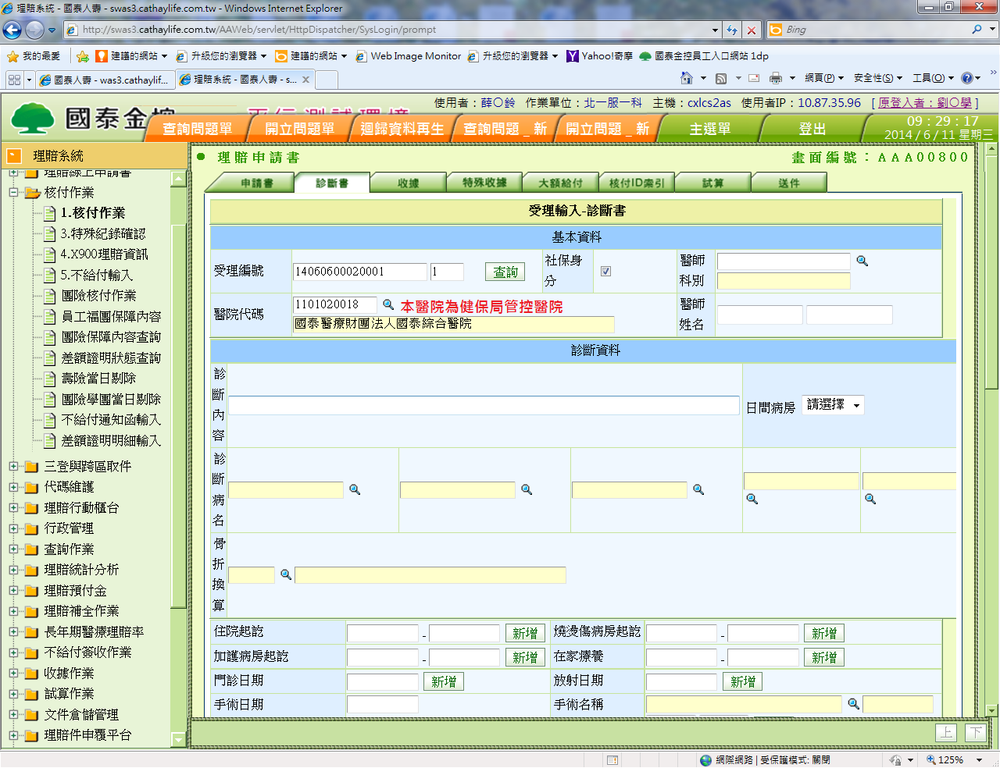 理賠系統 - 國泰人壽 - swas3.cathaylife.com.tw - Windows Internet Explorer
http://swas3.cathaylife.com.tw/AAWeb/servlet/HttpDispatcher/SysLogin/prompt
Bing
我的最愛 建議的網站 升級您的瀏覽器 建議的網站 Web Image Monitor 升級您的瀏覽器 Yahoo!奇摩 國泰金控員工入口網站 1dp
國泰人壽 - was3.cathaylif... 理賠系統 - 國泰人壽 - s... 網頁(P) 安全性(S) 工具(O)
使用者：薛○鈴 作業單位：北一服一科 主機：cxlcs2as 使用者IP：10.87.35.96 [原登入者：劉○學]
國泰金控
查詢問題單 開立問題單 迴歸資料再生 查詢問題_新 開立問題_新 主選單 登出
09：29：17
2014 / 6 / 11 星期三
理賠系統
理賠線上申請書
核付作業
1.核付作業
3.特殊紀錄確認
4.X900理賠資訊
5.不給付輸入
團險核付作業
員工福團保障內容
團險保障內容查詢
差額證明狀態查詢
壽險當日剔除
團險學團當日剔除
不給付通知函輸入
差額證明明細輸入
三登與跨區取件
代碼維護
理賠行動櫃台
行政管理
查詢作業
理賠統計分析
理賠預付金
理賠補全作業
長年期醫療理賠率
不給付簽收作業
收據作業
試算作業
文件倉儲管理
理賠件申覆平台
理賠申請書 畫面編號：AAA00800
申請書 診斷書 收據 特殊收據 大額給付 核付ID索引 試算 送件
受理輸入-診斷書
基本資料
受理編號 14060600020001 1 查詢 社保身分 醫師科別
醫院代碼 1101020018 本醫院為健保局管控醫院 醫師姓名
國泰醫療財團法人國泰綜合醫院
診斷資料
診斷內容 日間病房 請選擇
診斷病名
骨折換算
住院起訖 - 新增 燒燙傷病房起訖 - 新增
加護病房起訖 - 新增 在家療養 - 新增
門診日期 新增 放射日期 新增
手術日期 手術名稱
上 下
網際網路 | 受保護模式: 關閉 125%